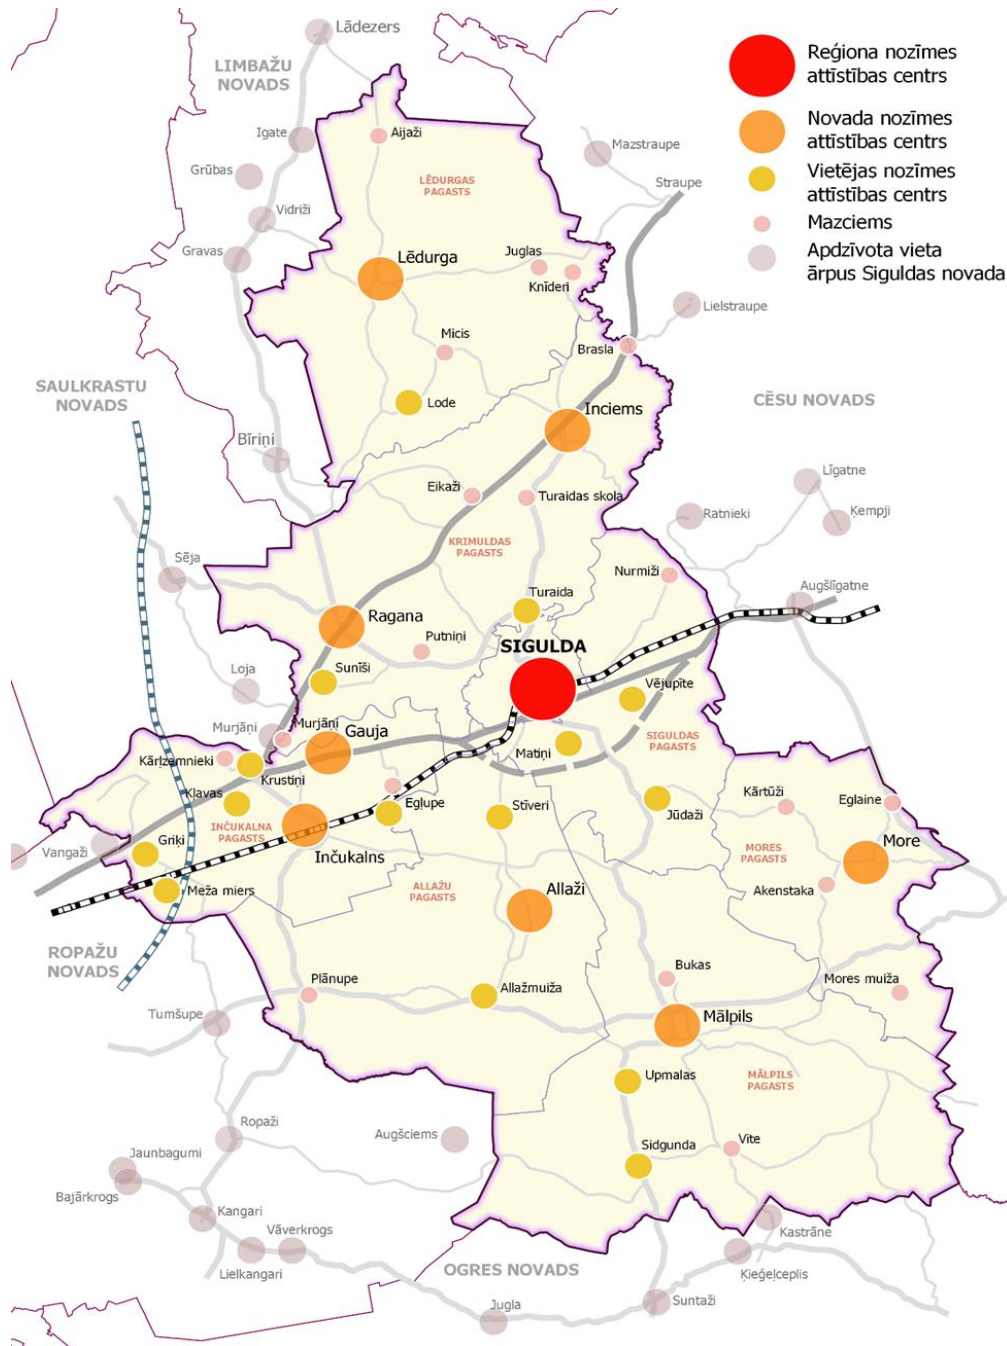 Lādezers
LIMBAŽU
NOVADS
Reģiona nozīmes
attīstības centrs
Novada nozīmes
attīstības centrs
Vietējas nozīmes
attīstības centrs
Mazciems
Apdzīvota vieta
ārpus Siguldas novada
Igate
Aijaži
Mazstraupe
Grūbas
LĒDURGAS
PAGASTS
Straupe
Vidriži
Gravas
Lēdurga
Juglas
Knīderi
Lielstraupe
Micis
Brasla
SAULKRASTU
NOVADS
Lode
Inciems
CĒSU NOVADS
Bīriņi
Līgatne
Eikaži
Turaidas skola
Ratnieki
Ķempji
KRIMULDAS
PAGASTS
Sēja
Nurmiži
Augšlīgatne
Turaida
Ragana
Putniņi
SIGULDA
Sunīši
Loja
Vējupīte
Murjāņi
Murjāņi
Gauja
SIGULDAS
PAGASTS
Matiņi
Kārļzemnieki
Krustiņi
Klavas
Eglupe
Stīveri
Jūdaži
Kārtūži
Eglaine
INČUKALNA
PAGASTS
Griķi
Vangaži
Inčukalns
MORES
PAGASTS
More
Meža miers
ALLAŽU
PAGASTS
Allaži
Akenstaka
ROPAŽU
NOVADS
Plānupe
Allažmuiža
Bukas
Mores muiža
Tumšupe
Mālpils
Upmalas
MĀLPILS
PAGASTS
Ropaži
Augšciems
Sidgunda
Vite
Jaunbagumi
Bajārkrogs
Kangari
Vāverkrogs
Kastrāne
Lielkangari
OGRES NOVADS
Ķieģeļceplis
Jugla
Suntaži